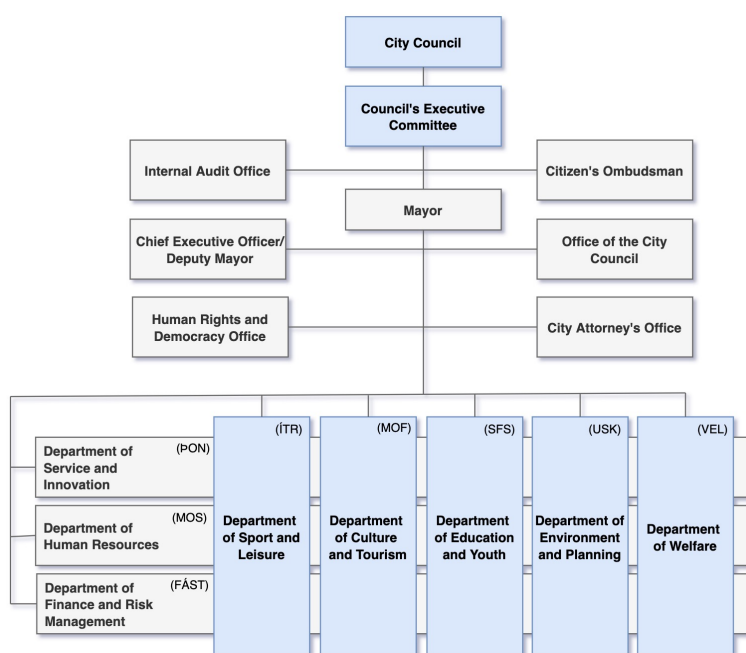 City Council
Council's Executive
Committee
Internal Audit Office
Citizen's Ombudsman
Mayor
Chief Executive Officer/
Deputy Mayor
Office of the City
Council
Human Rights and
Democracy Office
City Attorney's Office
(ÞON)
Department of
Service and
Innovation
(MOS)
Department of
Human Resources
(FÁST)
Department of
Finance and Risk
Management
(ÍTR)
Department
of Sport and
Leisure
(MOF)
Department
of Culture
and Tourism
(SFS)
Department
of Education
and Youth
(USK)
Department of
Environment
and Planning
(VEL)
Department
of Welfare